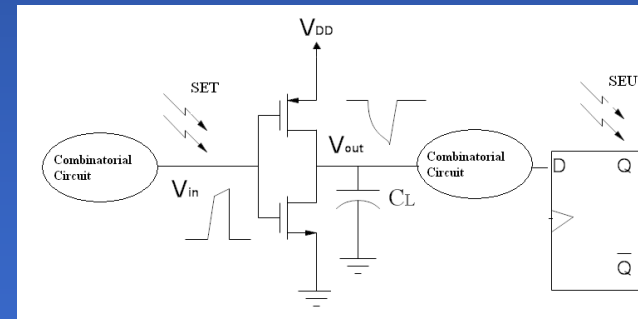 VDD
SET
SEU
Combinatorial
Circuit
Vin
Vout
CL
Combinatorial
Circuit
D
Q
Q